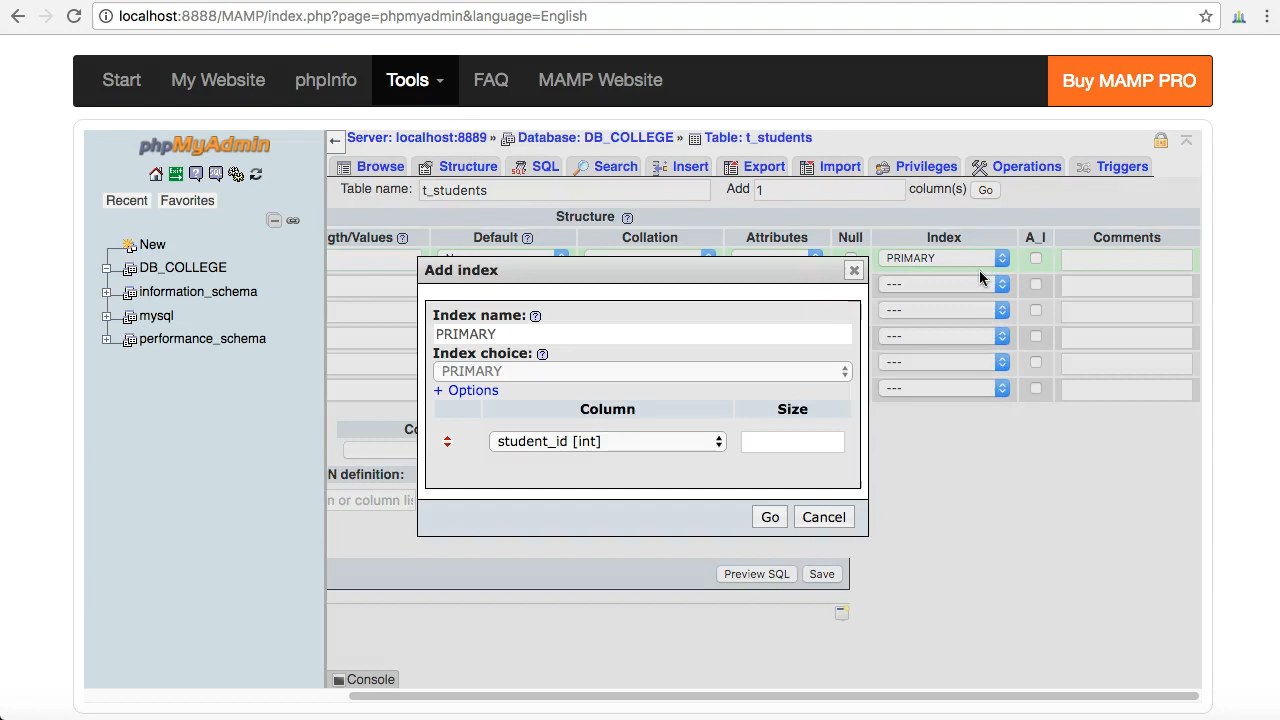 localhost:8888/MAMP/index.php?page=phpmyadmin&language=English
Start My Website phpInfo Tools FAQ MAMP Website Buy MAMP PRO
phpMyAdmin
Recent Favorites
New
DB_COLLEGE
information_schema
mysql
performance_schema
Server: localhost:8889 » Database: DB_COLLEGE » Table: t_students
Browse Structure SQL Search Insert Export Import Privileges Operations Triggers
Table name: t_students Add 1 column(s) Go
Structure
gth/Values Default Collation Attributes Null Index A_I Comments
PRIMARY
---
---
---
---
---
Add index
Index name:
PRIMARY
Index choice:
PRIMARY
+ Options
Column Size
student_id [int]
Go Cancel
N definition:
n or column li
Preview SQL Save
Console